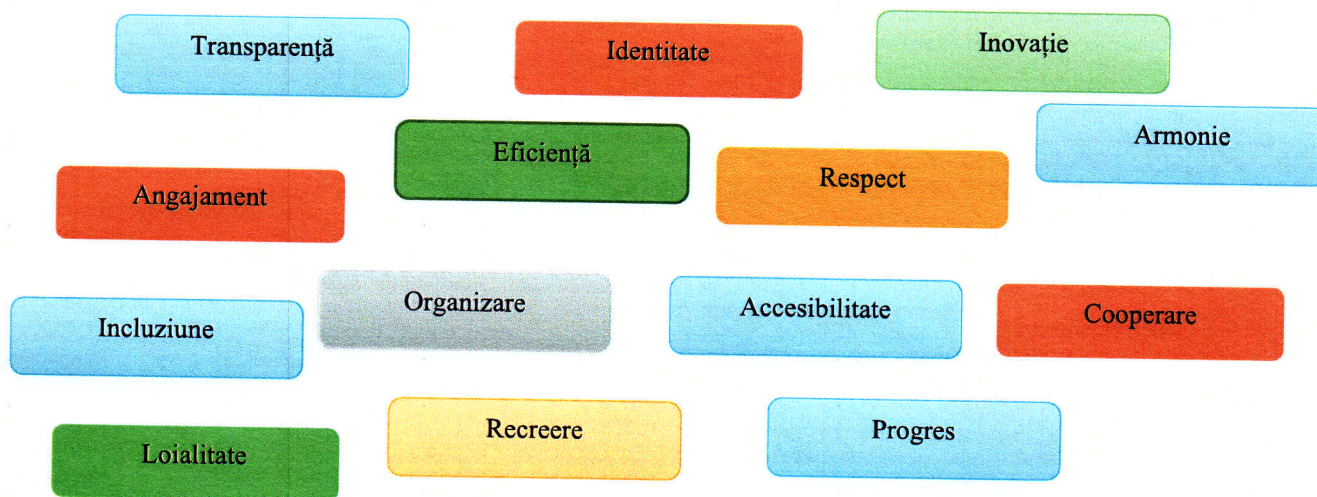 Transparență
Identitate
Inovație
Armonie
Eficiență
Respect
Angajament
Organizare
Accesibilitate
Cooperare
Incluziune
Recreere
Progres
Loialitate